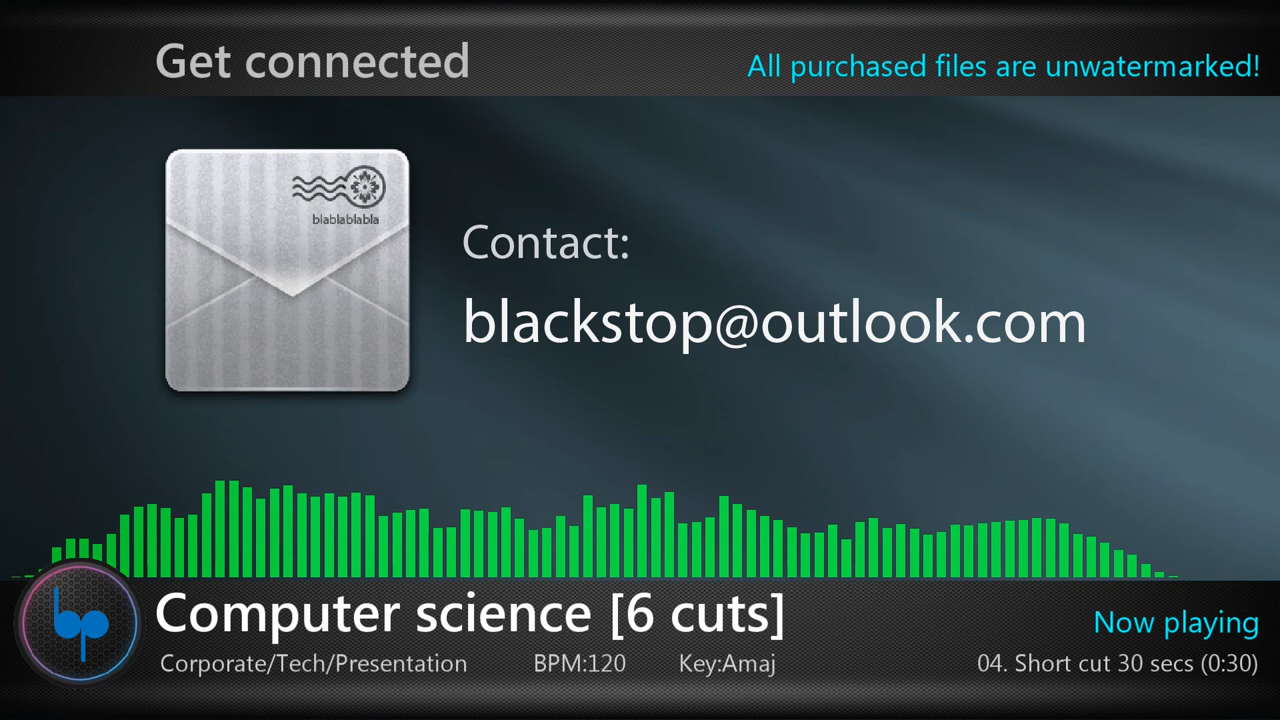 Get connected
All purchased files are unwatermarked!
blablablabla
Contact:
blackstop@outlook.com
bp
Computer science [6 cuts]
Now playing
Corporate/Tech/Presentation BPM:120 Key:Amaj
04. Short cut 30 secs (0:30)